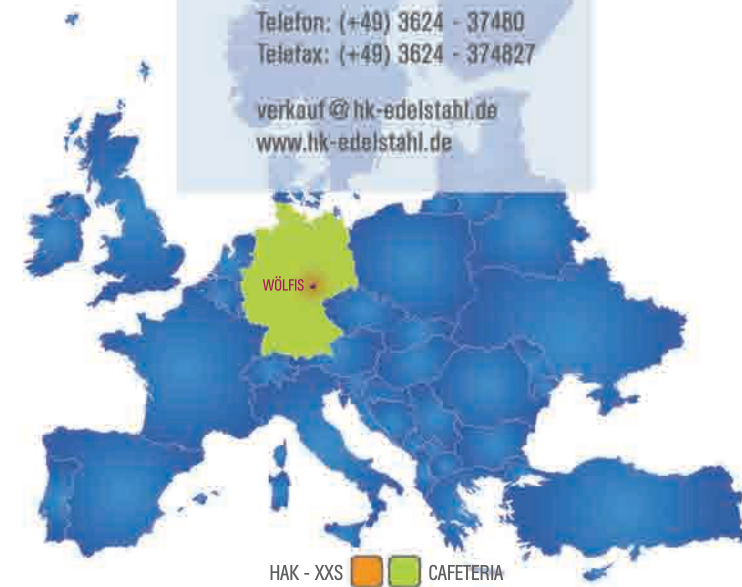 Telefon: (+49) 3624 - 37480
Telefax: (+49) 3624 - 374827
verkauf@hk-edelstahl.de
www.hk-edelstahl.de
WÖLFIS
HAK - XXS CAFETERIA